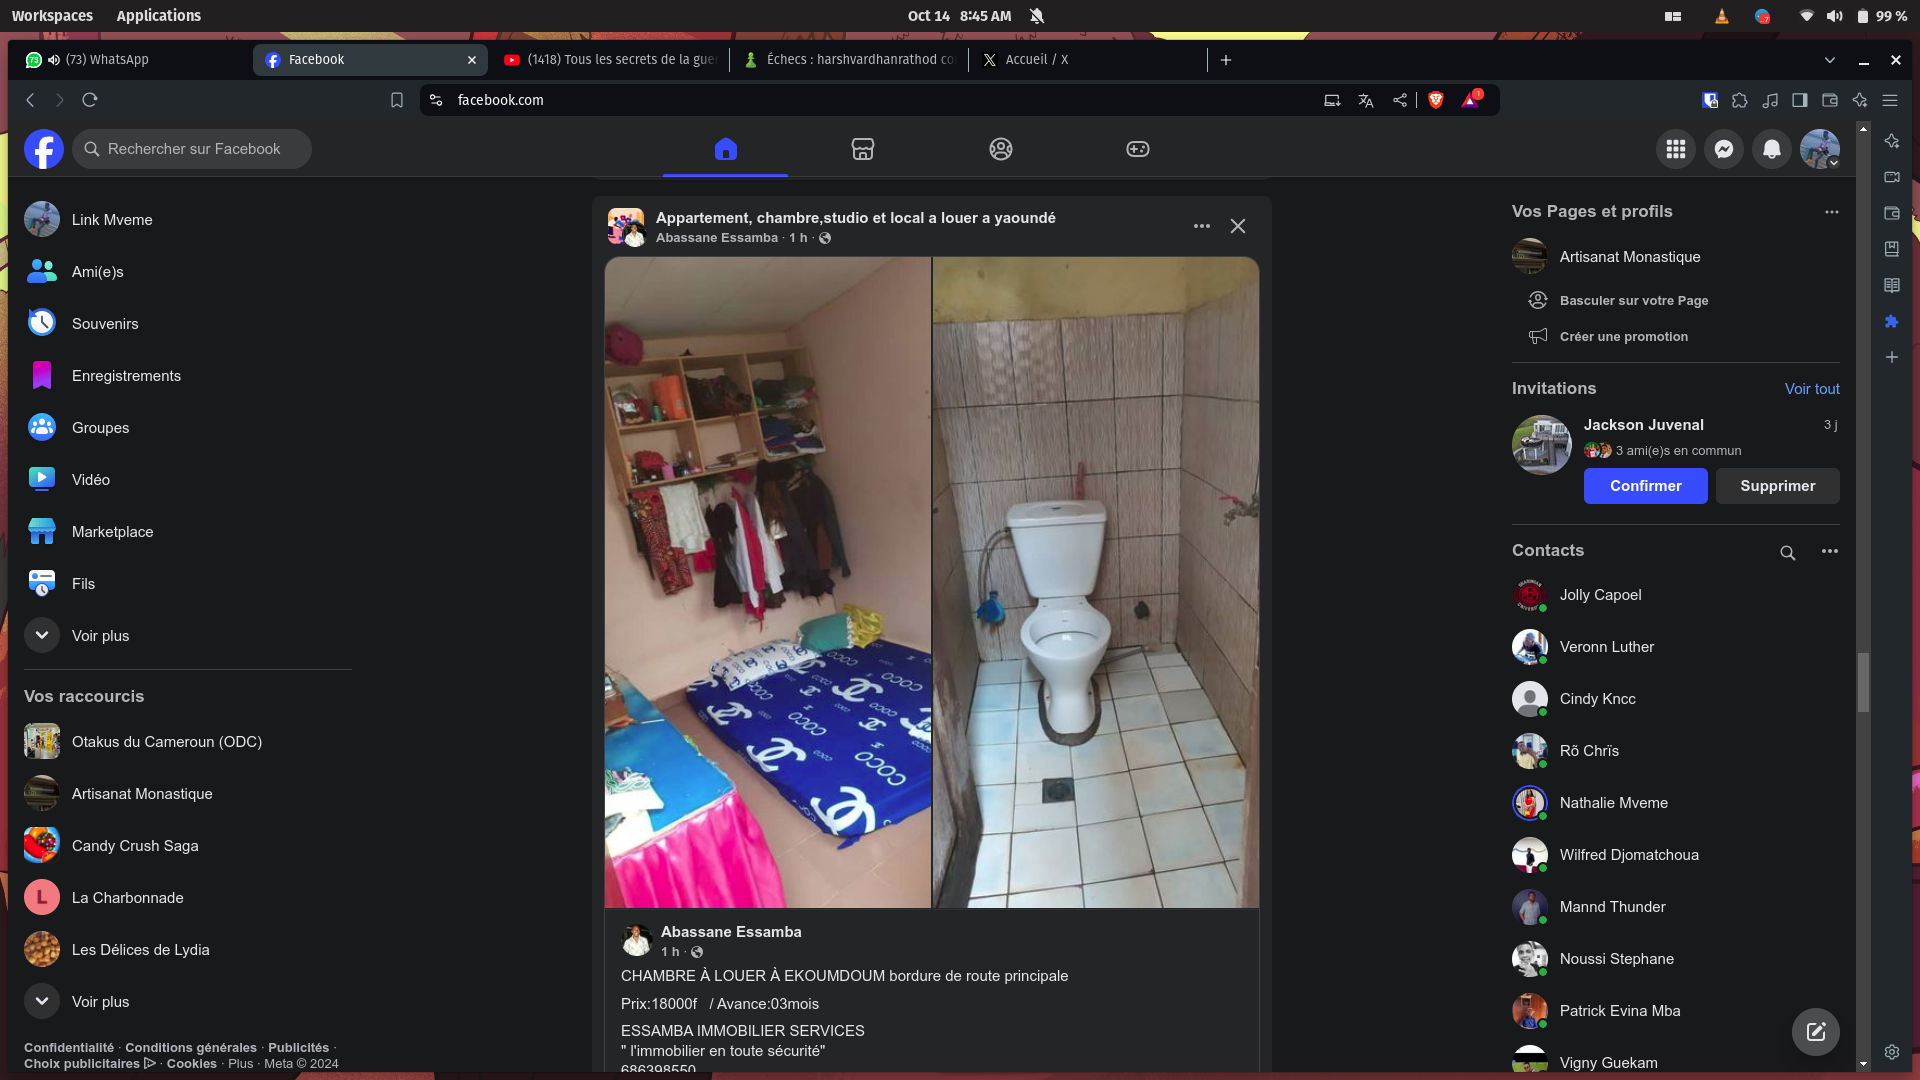 Workspaces
Applications
Oct 14 8:45 AM
99 %
(73) WhatsApp
Facebook
(1418) Tous les secrets de la gue
Échecs : harshvardhanrathod co
Accueil / X
facebook.com
Rechercher sur Facebook
Link Mveme
Ami(e)s
Souvenirs
Enregistrements
Groupes
Vidéo
Marketplace
Fils
Voir plus
Vos raccourcis
Otakus du Cameroun (ODC)
Artisanat Monastique
Candy Crush Saga
L
La Charbonnade
Les Délices de Lydia
Voir plus
Confidentialité · Conditions générales · Publicités ·
Choix publicitaires · Cookies · Plus · Meta © 2024
Appartement, chambre,studio et local a louer a yaoundé
Abassane Essamba · 1 h ·
COCO
COCO
COCO
COCO
COCO
COCO
Abassane Essamba
1 h ·
CHAMBRE À LOUER À EKOUMDOUM bordure de route principale
Prix:18000f / Avance:03mois
ESSAMBA IMMOBILIER SERVICES
" l'immobilier en toute sécurité"
686398550
Vos Pages et profils
Artisanat Monastique
Basculer sur votre Page
Créer une promotion
Invitations
Voir tout
Jackson Juvenal
3 j
3 ami(e)s en commun
Confirmer
Supprimer
Contacts
Jolly Capoel
Veronn Luther
Cindy Kncc
Rõ Chrïs
Nathalie Mveme
Wilfred Djomatchoua
Mannd Thunder
Noussi Stephane
Patrick Evina Mba
Vigny Guekam